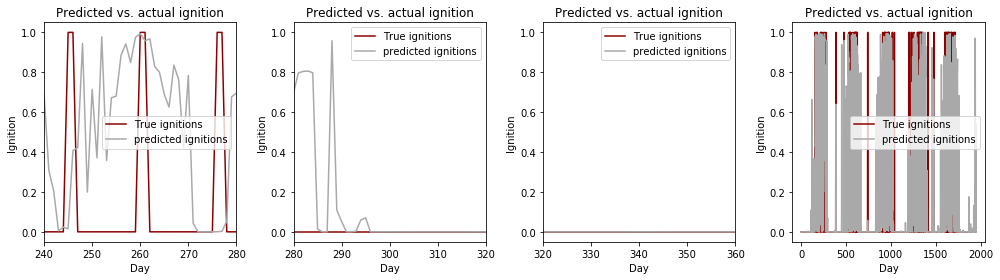 Predicted vs. actual ignition
Ignition
1.0
0.8
0.6
0.4
0.2
0.0
True ignitions
predicted ignitions
240
250
260
270
280
Day
Predicted vs. actual ignition
Ignition
1.0
0.8
0.6
0.4
0.2
0.0
True ignitions
predicted ignitions
280
290
300
310
320
Day
Predicted vs. actual ignition
Ignition
1.0
0.8
0.6
0.4
0.2
0.0
True ignitions
predicted ignitions
320
330
340
350
360
Day
Predicted vs. actual ignition
Ignition
1.0
0.8
0.6
0.4
0.2
0.0
True ignitions
predicted ignitions
0
500
1000
1500
2000
Day